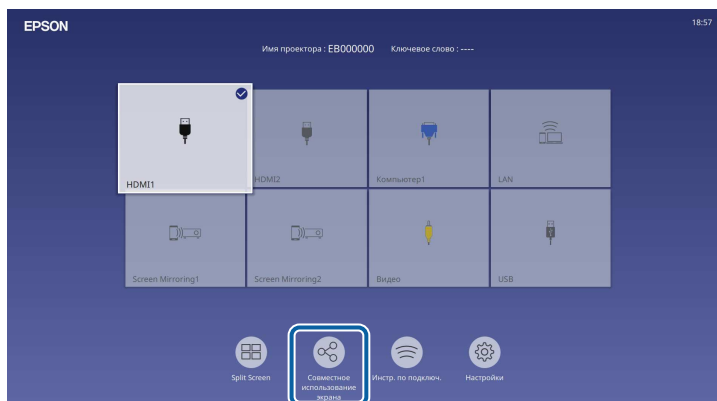 EPSON
18:57
Имя проектора : EB000000 Ключевое слово : ----
HDMI1
HDMI2
Компьютер1
LAN
Screen Mirroring1
Screen Mirroring2
Видео
USB
Split Screen
Совместное
использование
экрана
Инстр. по подключ.
Настройки